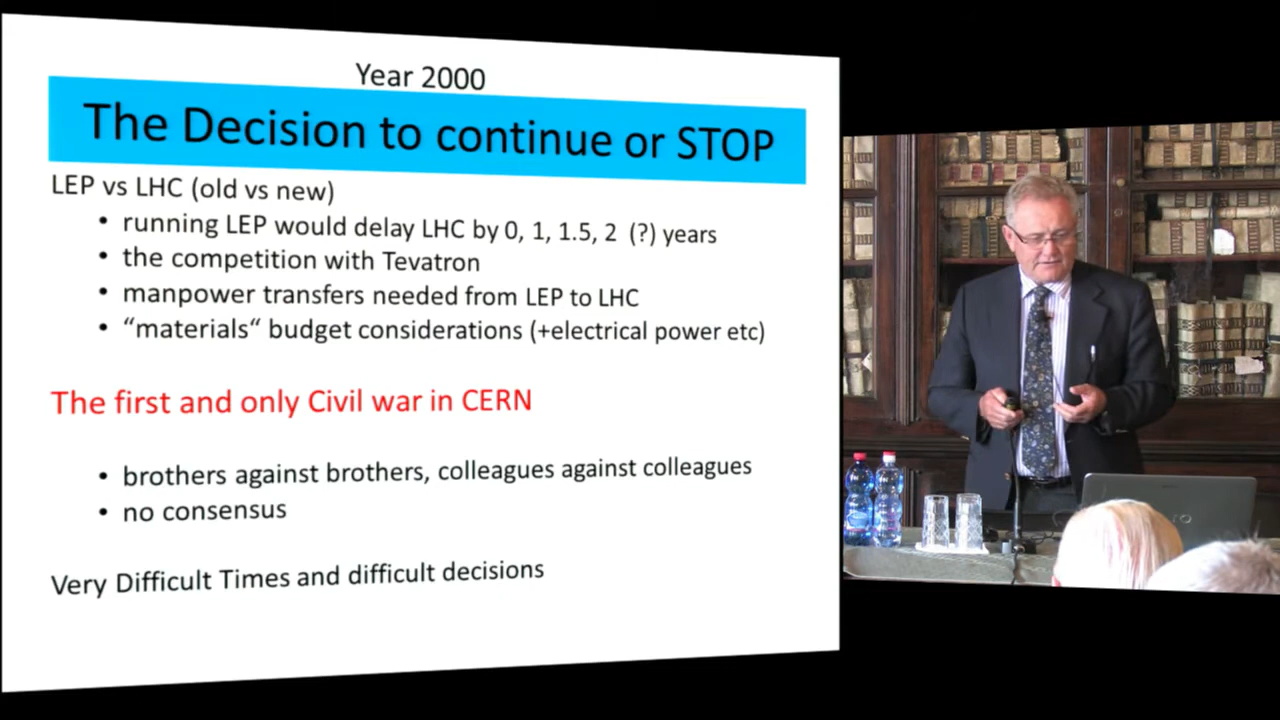 Year 2000
The Decision to continue or STOP
LEP vs LHC (old vs new)
• running LEP would delay LHC by 0, 1, 1.5, 2 (?) years
• the competition with Tevatron
• manpower transfers needed from LEP to LHC
• “materials“ budget considerations (+electrical power etc)
The first and only Civil war in CERN
• brothers against brothers, colleagues against colleagues
• no consensus
Very Difficult Times and difficult decisions